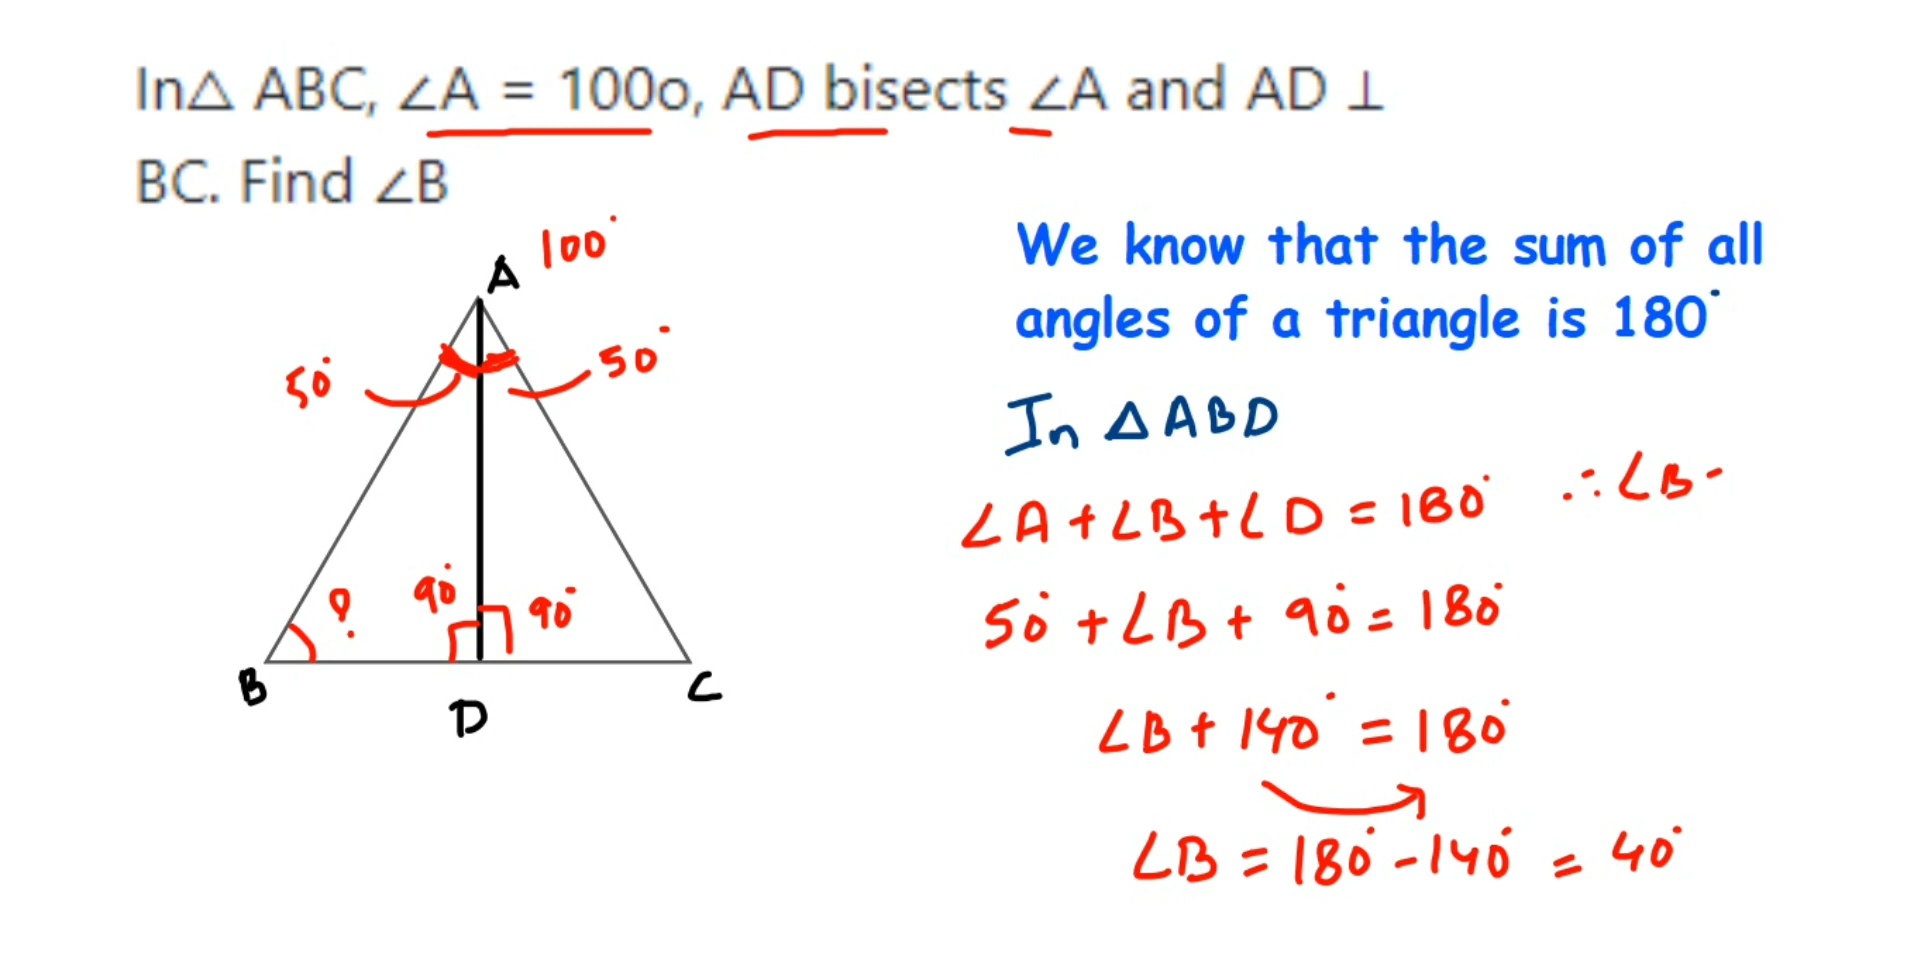 In△ ABC, ∠A = 100o, AD bisects ∠A and AD ⊥
BC. Find ∠B
A 100°
50°
50°
?
90°
90°
B
D
C
We know that the sum of all
angles of a triangle is 180°
In △ABD
∠A + ∠B + ∠D = 180°
∴ ∠B -
50° + ∠B + 90° = 180°
∠B + 140° = 180°
∠B = 180° - 140° = 40°